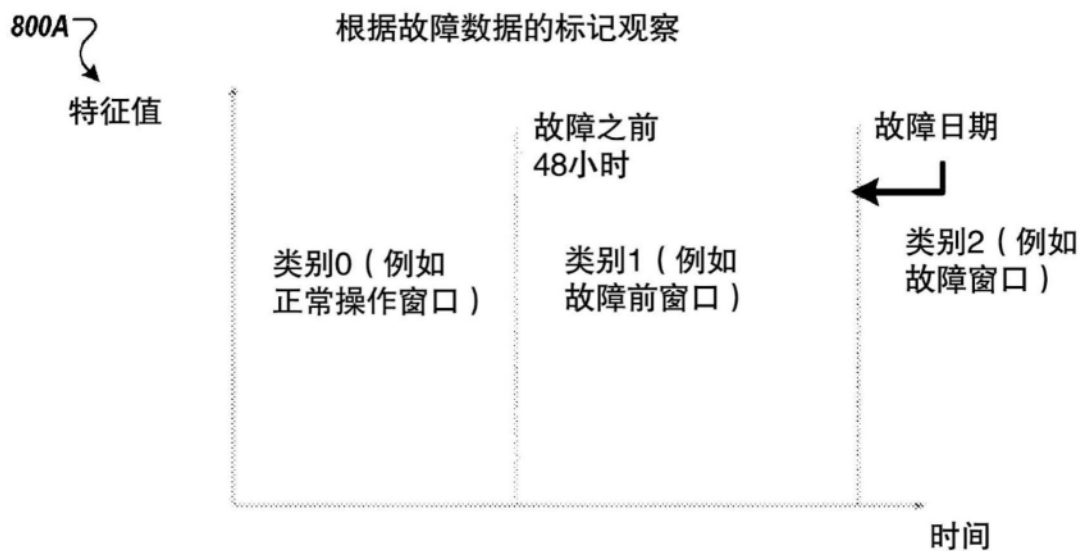 800A
根据故障数据的标记观察
特征值
故障之前
48小时
故障日期
类别0（例如
正常操作窗口）
类别1（例如
故障前窗口）
类别2（例如
故障窗口）
时间